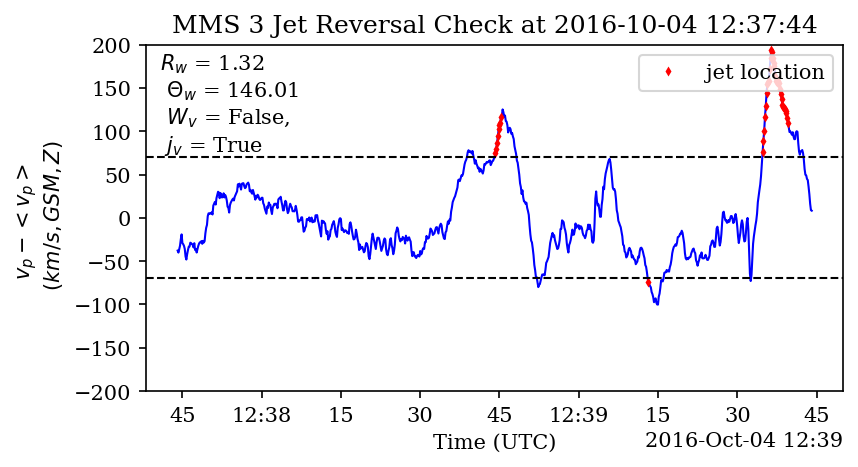 MMS 3 Jet Reversal Check at 2016-10-04 12:37:44
R_w = 1.32
Θ_w = 146.01
W_v = False,
j_v = True
jet location
v_p − < v_p >
(km/s, GSM, Z)
200
150
100
50
0
−50
−100
−150
−200
45 12:38 15 30 45 12:39 15 30 45
Time (UTC)
2016-Oct-04 12:39